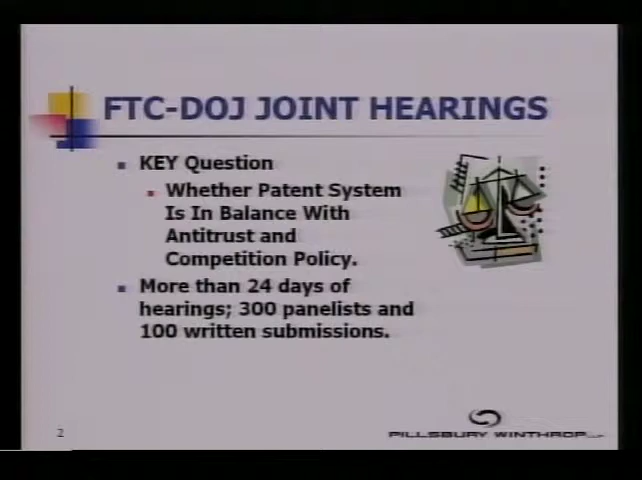 FTC-DOJ JOINT HEARINGS
KEY Question
Whether Patent System
Is In Balance With
Antitrust and
Competition Policy.
More than 24 days of
hearings; 300 panelists and
100 written submissions.
2
PILLSBURY WINTHROP LLP